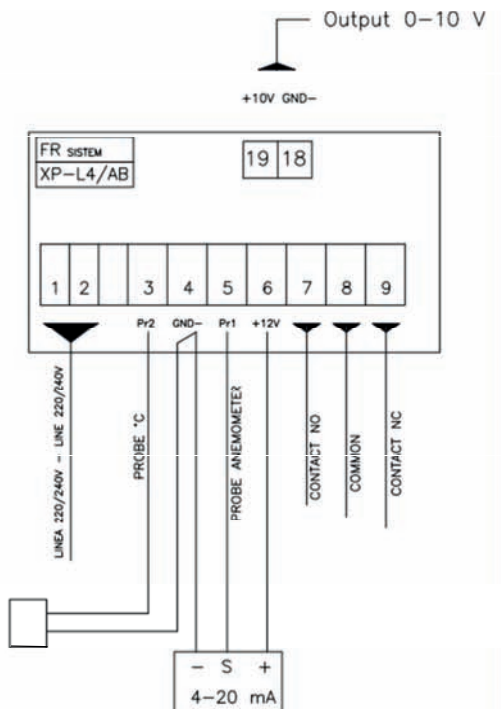 Output 0-10 V
+10V GND-
FR SISTEM
XP-L4/AB
19 18
1 2 3 4 5 6 7 8 9
Pr2 GND- Pr1 +12V
LINEA 220/240V - LINE 220/240V
PROBE °C
PROBE ANEMOMETER
CONTACT NO
COMMON
CONTACT NC
- S +
4-20 mA